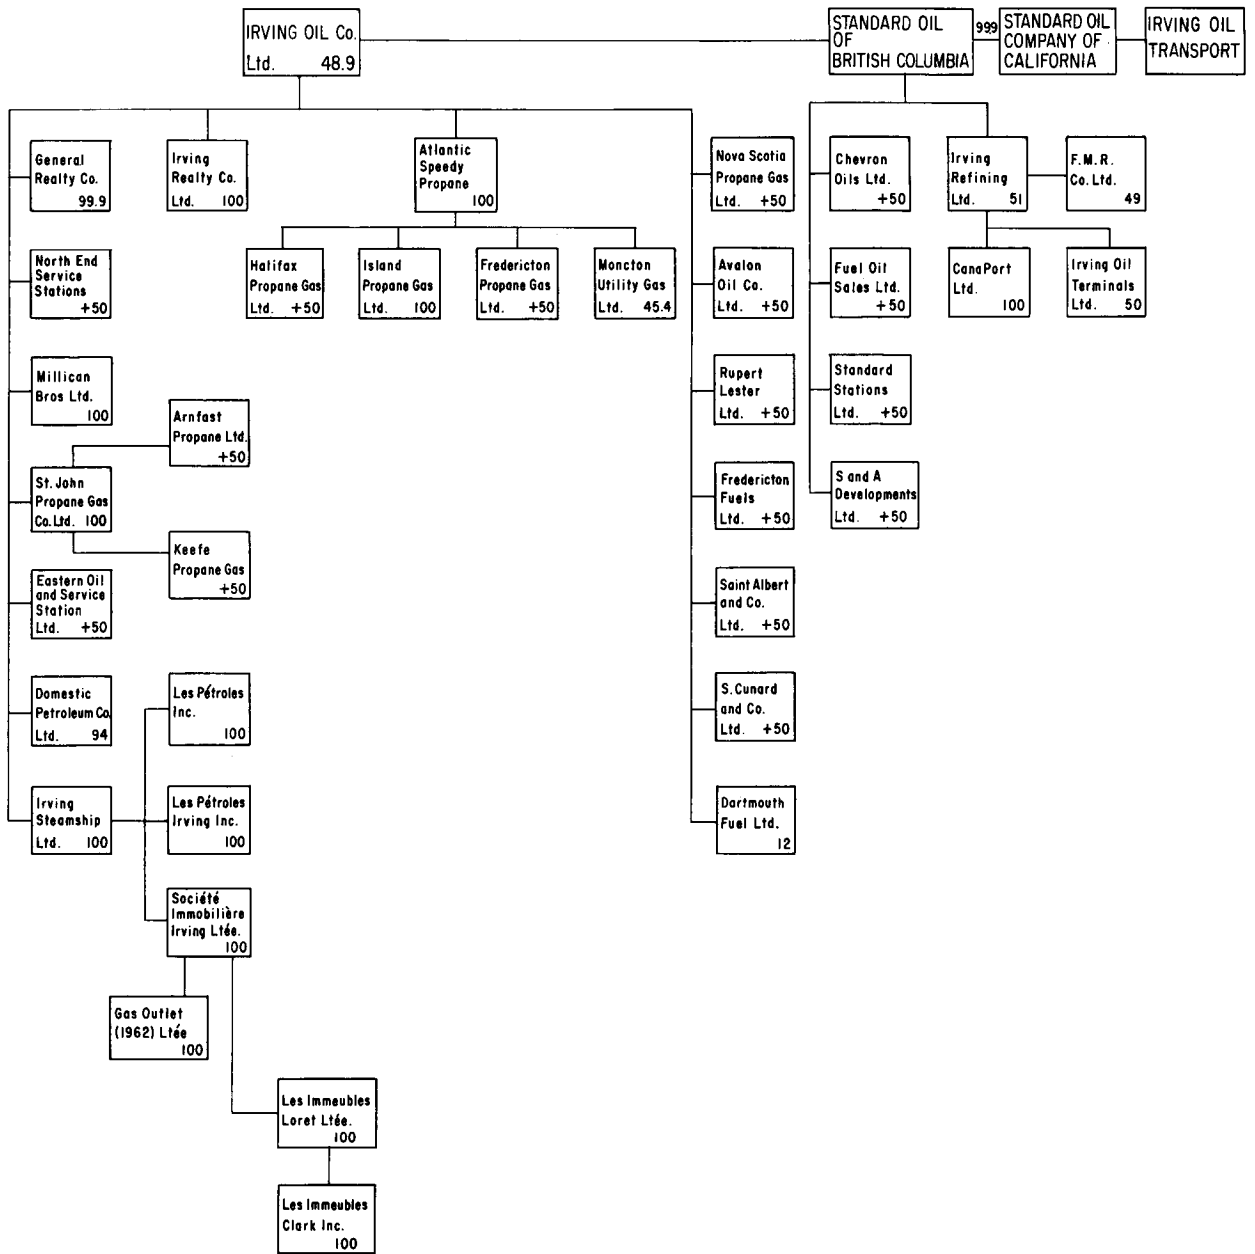 IRVING OIL Co.
Ltd. 48.9
STANDARD OIL
OF
BRITISH COLUMBIA
99.9
STANDARD OIL
COMPANY OF
CALIFORNIA
IRVING OIL
TRANSPORT
General
Realty Co.
99.9
Irving
Realty Co.
Ltd. 100
Atlantic
Speedy
Propane
100
Nova Scotia
Propane Gas
Ltd. +50
Chevron
Oils Ltd.
+50
Irving
Refining
Ltd. 51
F.M.R.
Co. Ltd.
49
North End
Service
Stations
+50
Halifax
Propane Gas
Ltd. +50
Island
Propane Gas
Ltd. 100
Fredericton
Propane Gas
Ltd. +50
Moncton
Utility Gas
Ltd. 45.4
Avalon
Oil Co.
Ltd. +50
Fuel Oil
Sales Ltd.
+50
CanaPort
Ltd.
100
Irving Oil
Terminals
Ltd. 50
Millican
Bros Ltd.
100
Arnfast
Propane Ltd.
+50
Rupert
Lester
Ltd. +50
Standard
Stations
Ltd. +50
St. John
Propane Gas
Co. Ltd. 100
Fredericton
Fuels
Ltd. +50
S and A
Developments
Ltd. +50
Keefe
Propane Gas
+50
Eastern Oil
and Service
Station
Ltd. +50
Saint Albert
and Co.
Ltd. +50
Domestic
Petroleum Co.
Ltd. 94
Les Pétroles
Inc.
100
S. Cunard
and Co.
Ltd. +50
Irving
Steamship
Ltd. 100
Les Pétroles
Irving Inc.
100
Dartmouth
Fuel Ltd.
12
Société
Immobilière
Irving Ltée.
100
Gas Outlet
(1962) Ltée
100
Les Immeubles
Loret Ltée.
100
Les Immeubles
Clark Inc.
100